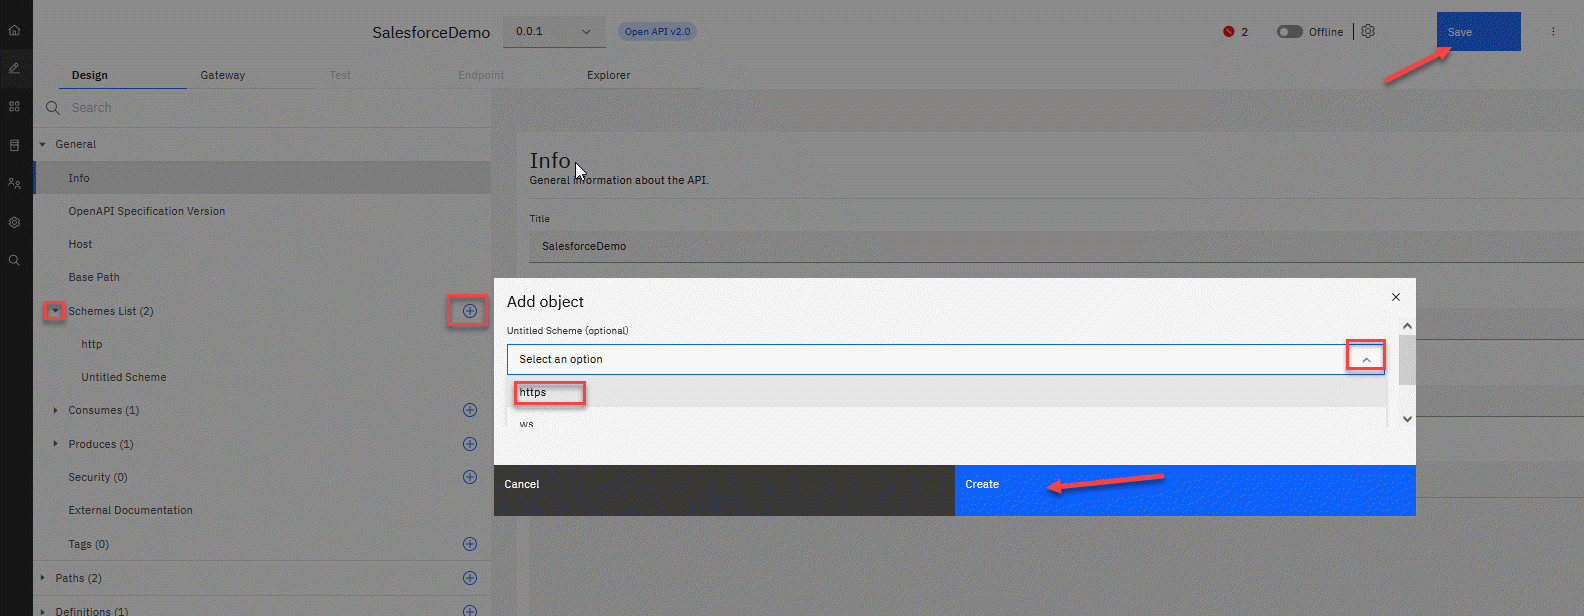 SalesforceDemo
0.0.1
Open API v2.0
2
Offline
Save
Design
Gateway
Test
Endpoint
Explorer
Search
General
Info
OpenAPI Specification Version
Host
Base Path
Schemes List (2)
http
Untitled Scheme
Consumes (1)
Produces (1)
Security (0)
External Documentation
Tags (0)
Paths (2)
Definitions (1)
Info
General information about the API.
Title
SalesforceDemo
Add object
Untitled Scheme (optional)
Select an option
https
ws
Cancel
Create